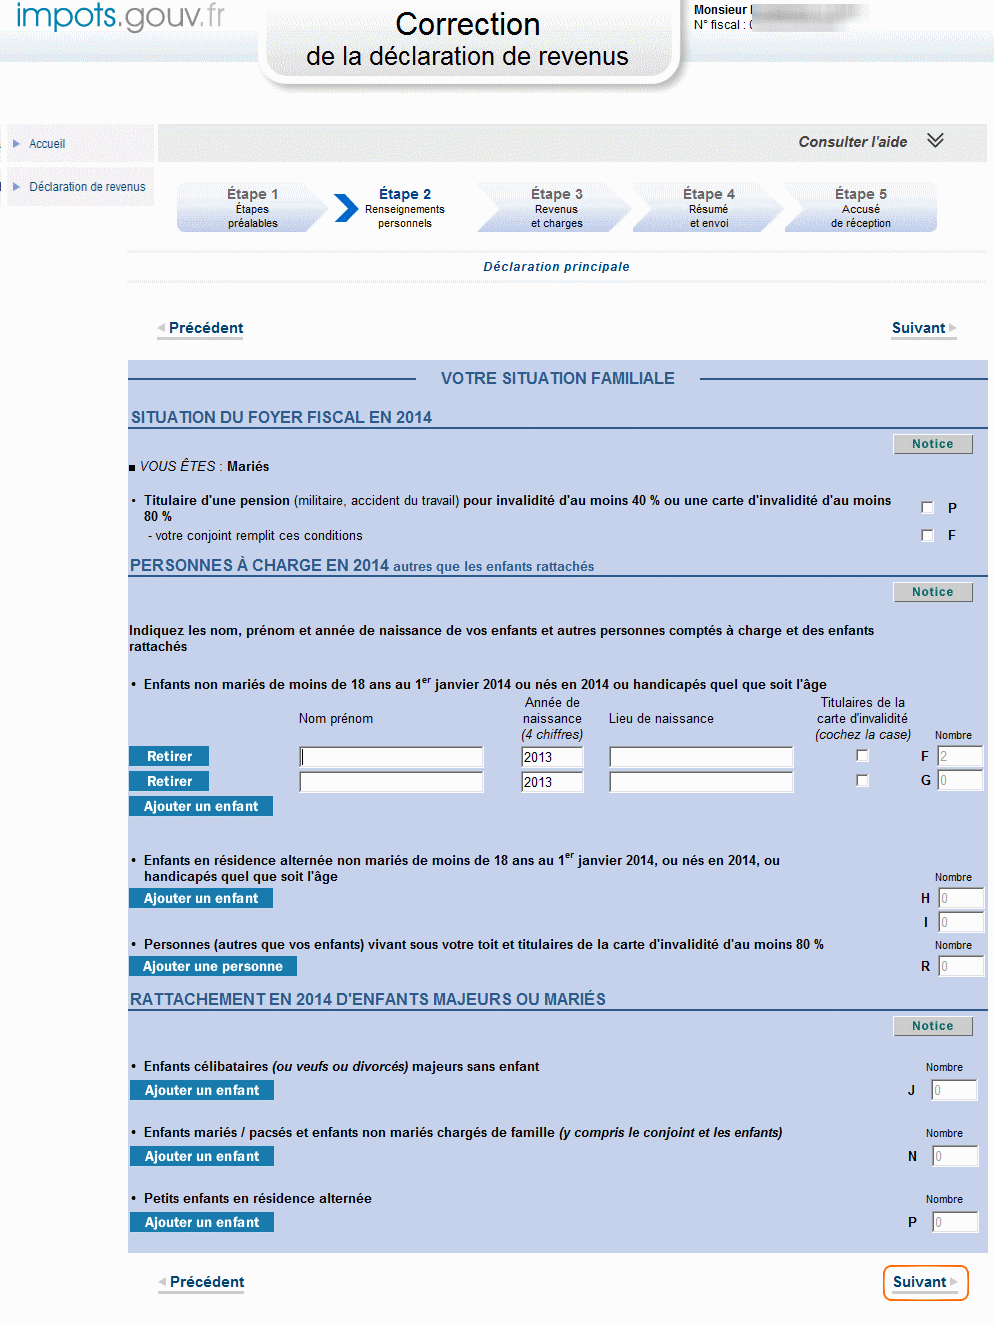 impots.gouv.fr
Correction
de la déclaration de revenus
Monsieur
N° fiscal :
Accueil
Déclaration de revenus
Consulter l'aide
Étape 1
Étapes
préalables
Étape 2
Renseignements
personnels
Étape 3
Revenus
et charges
Étape 4
Résumé
et envoi
Étape 5
Accusé
de réception
Déclaration principale
Précédent
Suivant
VOTRE SITUATION FAMILIALE
SITUATION DU FOYER FISCAL EN 2014
Notice
VOUS ÊTES : Mariés
• Titulaire d'une pension (militaire, accident du travail) pour invalidité d'au moins 40 % ou une carte d'invalidité d'au moins
80 %
P
- votre conjoint remplit ces conditions
F
PERSONNES À CHARGE EN 2014 autres que les enfants rattachés
Notice
Indiquez les nom, prénom et année de naissance de vos enfants et autres personnes comptés à charge et des enfants
rattachés
• Enfants non mariés de moins de 18 ans au 1er janvier 2014 ou nés en 2014 ou handicapés quel que soit l'âge
Nom prénom
Année de
naissance
(4 chiffres)
Lieu de naissance
Titulaires de la
carte d'invalidité
(cochez la case)
Nombre
Retirer 2013 F 2
Retirer 2013 G 0
Ajouter un enfant
• Enfants en résidence alternée non mariés de moins de 18 ans au 1er janvier 2014, ou nés en 2014, ou
handicapés quel que soit l'âge
Nombre
Ajouter un enfant H 0
I 0
• Personnes (autres que vos enfants) vivant sous votre toit et titulaires de la carte d'invalidité d'au moins 80 % Nombre
Ajouter une personne R 0
RATTACHEMENT EN 2014 D'ENFANTS MAJEURS OU MARIÉS
Notice
• Enfants célibataires (ou veufs ou divorcés) majeurs sans enfant Nombre
Ajouter un enfant J 0
• Enfants mariés / pacsés et enfants non mariés chargés de famille (y compris le conjoint et les enfants) Nombre
Ajouter un enfant N 0
• Petits enfants en résidence alternée Nombre
Ajouter un enfant P 0
Précédent
Suivant